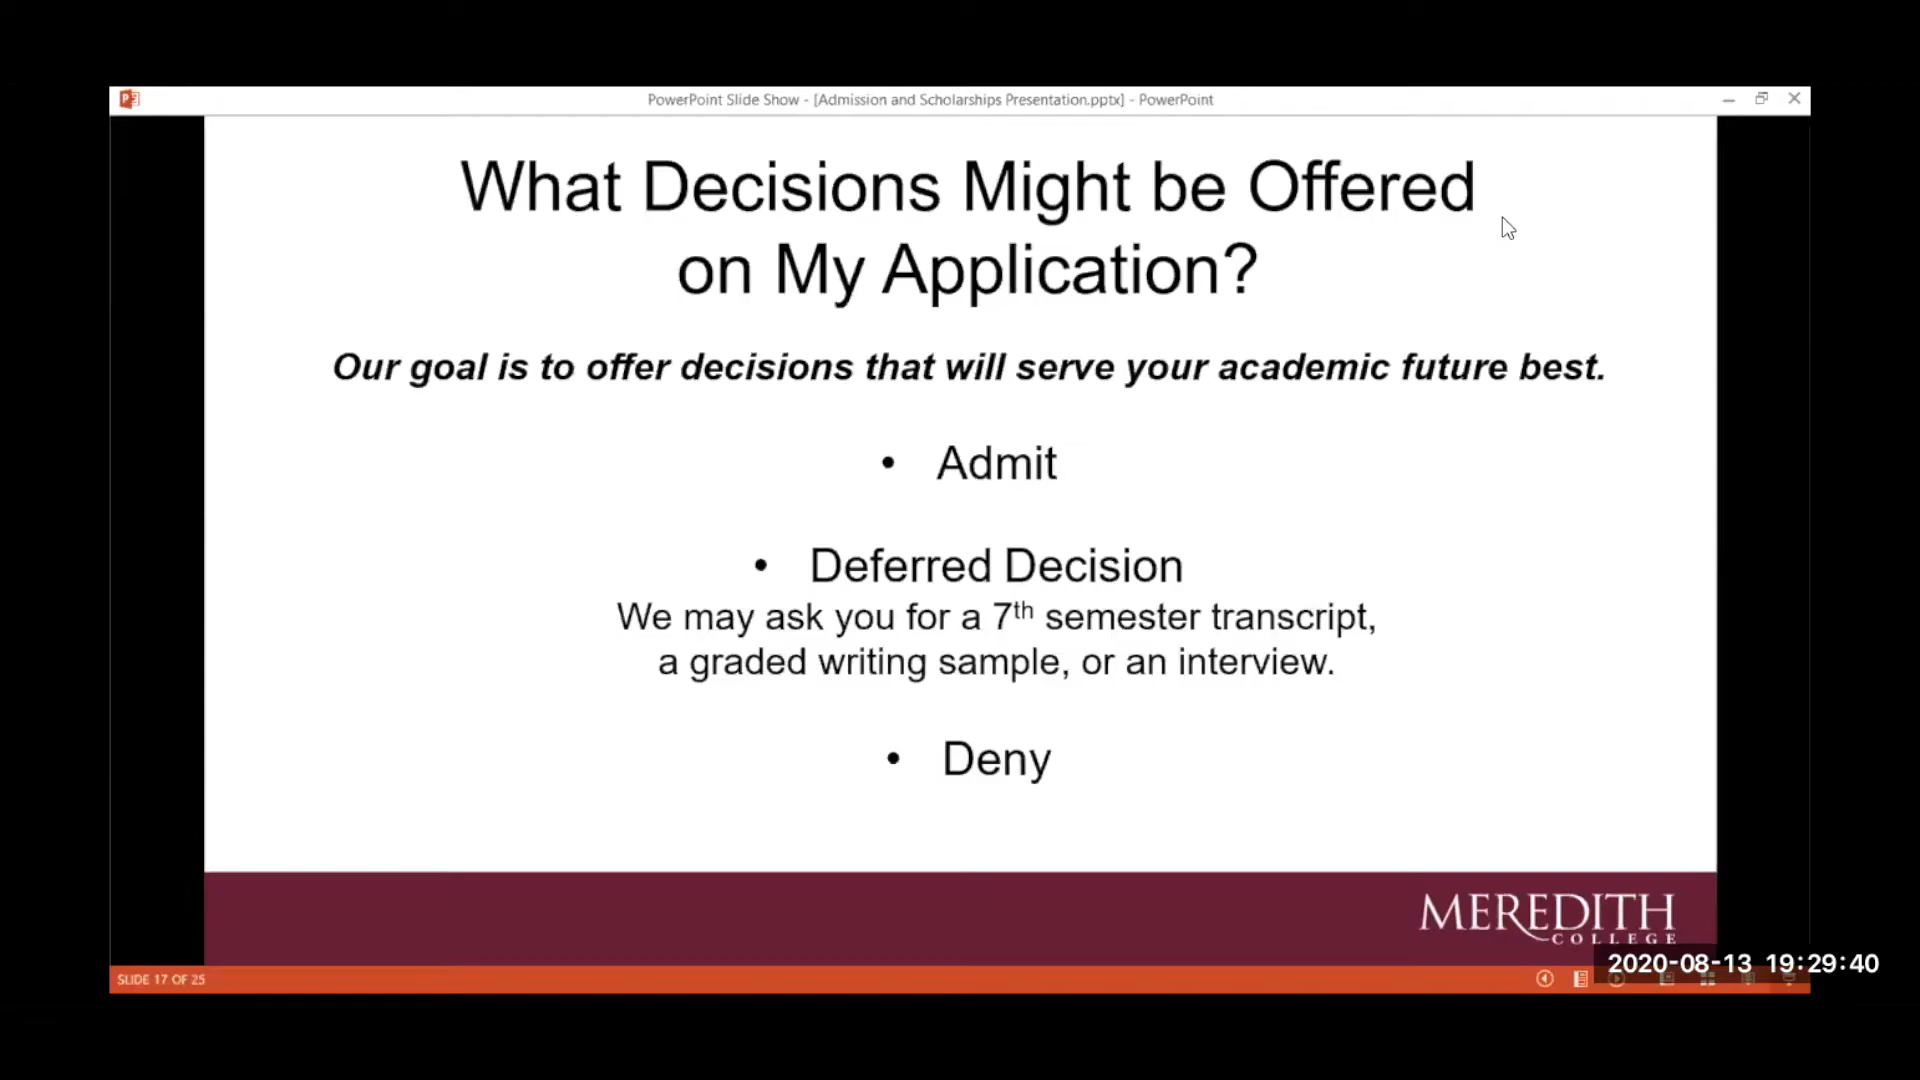 PowerPoint Slide Show - [Admission and Scholarships Presentation.pptx] - PowerPoint
What Decisions Might be Offered
on My Application?
Our goal is to offer decisions that will serve your academic future best.
• Admit
• Deferred Decision
We may ask you for a 7th semester transcript,
a graded writing sample, or an interview.
• Deny
MEREDITH
COLLEGE
2020-08-13 19:29:40
SLIDE 17 OF 25